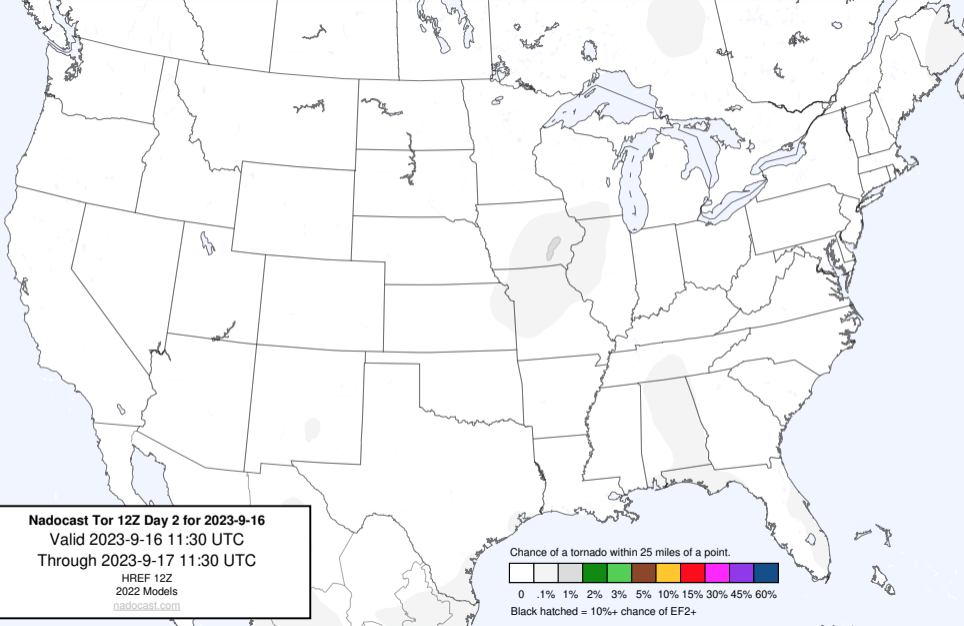 Nadocast Tor 12Z Day 2 for 2023-9-16
Valid 2023-9-16 11:30 UTC
Through 2023-9-17 11:30 UTC
HREF 12Z
2022 Models
nadocast.com
Chance of a tornado within 25 miles of a point.
0 .1% 1% 2% 3% 5% 10% 15% 30% 45% 60%
Black hatched = 10%+ chance of EF2+